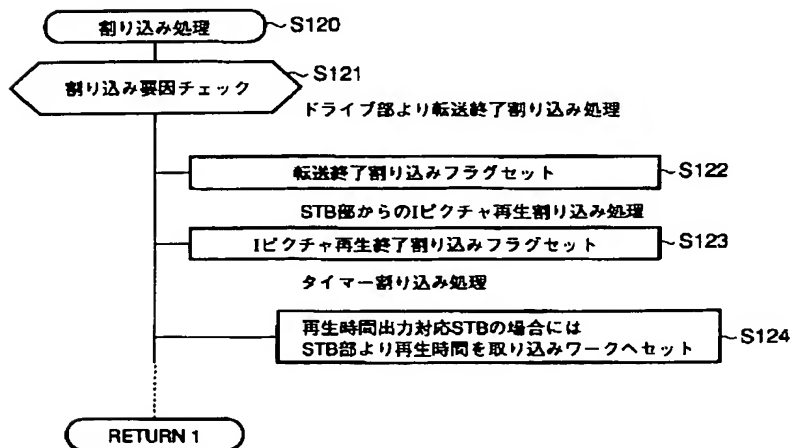 割り込み処理 S120
割り込み要因チェック S121
ドライブ部より転送終了割り込み処理
転送終了割り込みフラグセット S122
STB部からのIピクチャ再生割り込み処理
Iピクチャ再生終了割り込みフラグセット S123
タイマー割り込み処理
再生時間出力対応STBの場合には
STB部より再生時間を取り込みワークへセット S124
RETURN 1